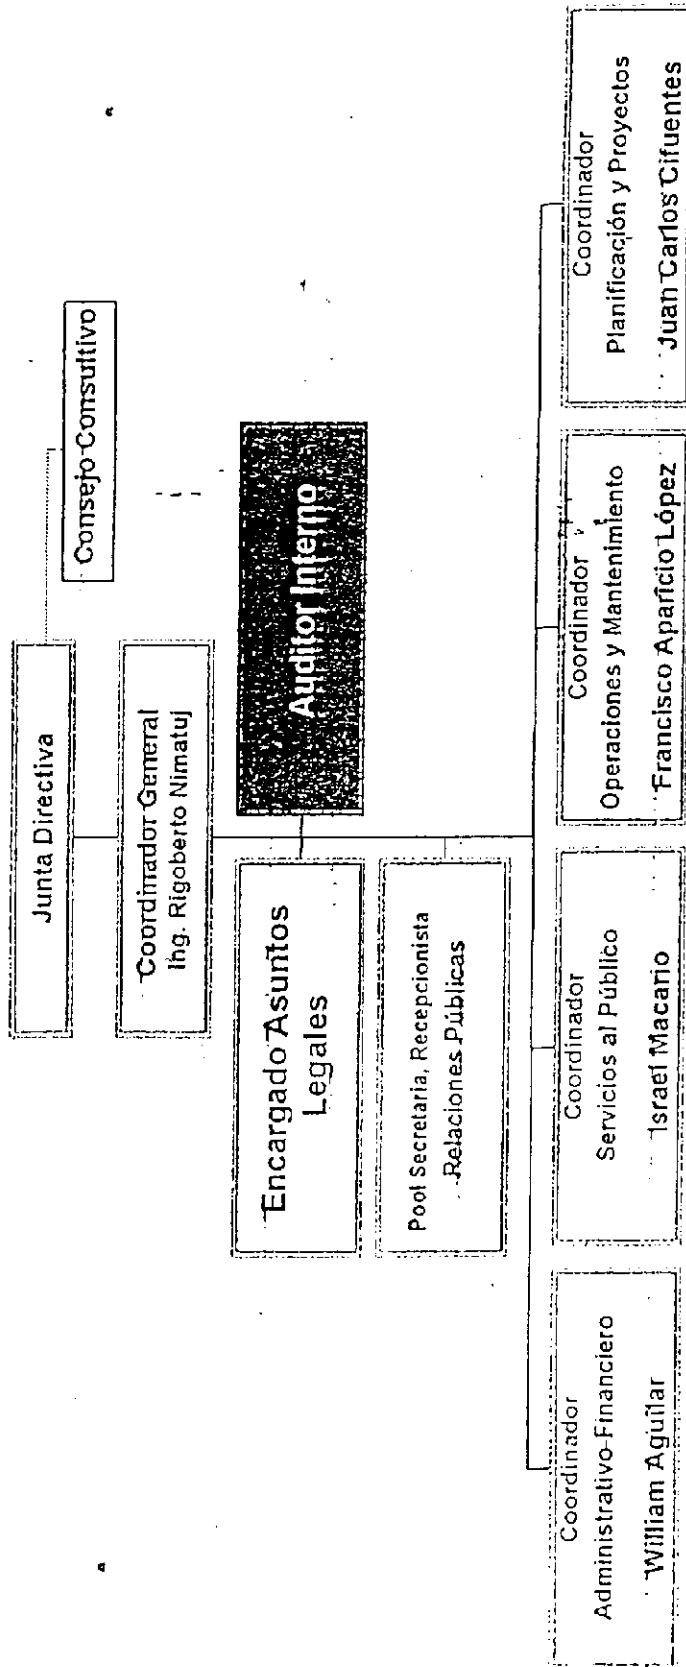 Junta Directiva
Consejo Consultivo
Coordinador General
Ing. Rigoberto Nimatuj
Auditor Interno
Encargado Asuntos
Legales
Pool Secretaria, Recepcionista
Relaciones Públicas
Coordinador
Administrativo-Financiero
William Aguilar
Coordinador
Servicios al Público
Israel Macario
Coordinador
Operaciones y Mantenimiento
Francisco Aparicio López
Coordinador
Planificación y Proyectos
Juan Carlos Cifuentes